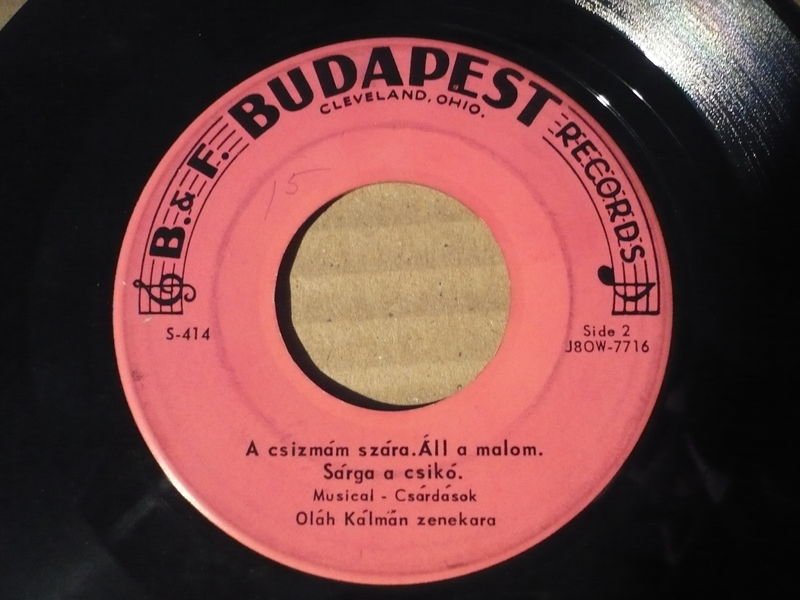 B. & F. BUDAPEST RECORDS
CLEVELAND, OHIO.
15
S-414
Side 2
J8OW-7716
A csizmám szára. Áll a malom.
Sárga a csikó.
Musical - Csárdások
Oláh Kálmán zenekara